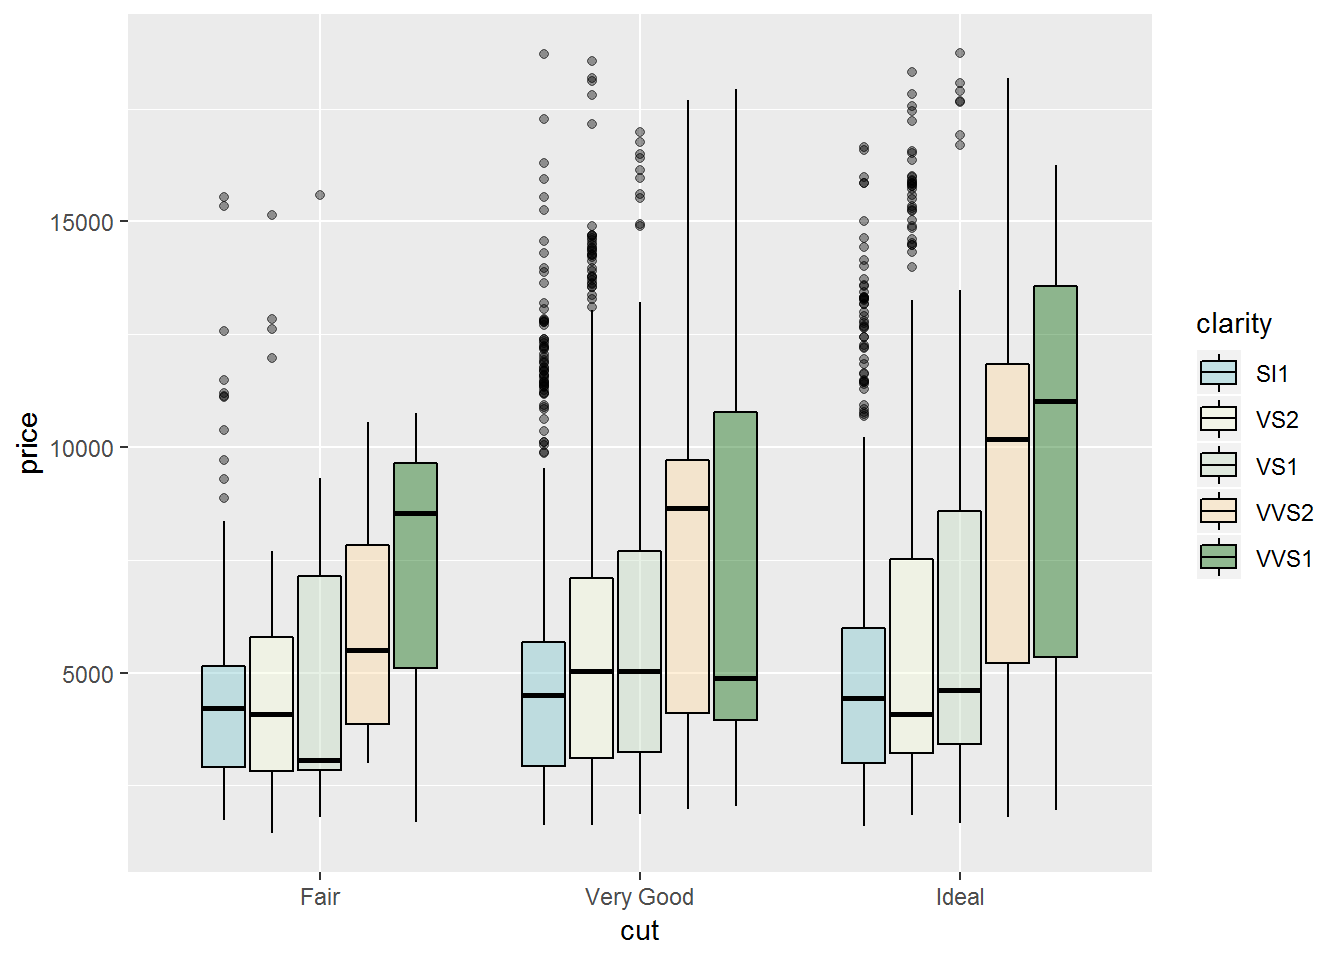 price
15000
10000
5000
Fair
Very Good
Ideal
cut
clarity
SI1
VS2
VS1
VVS2
VVS1